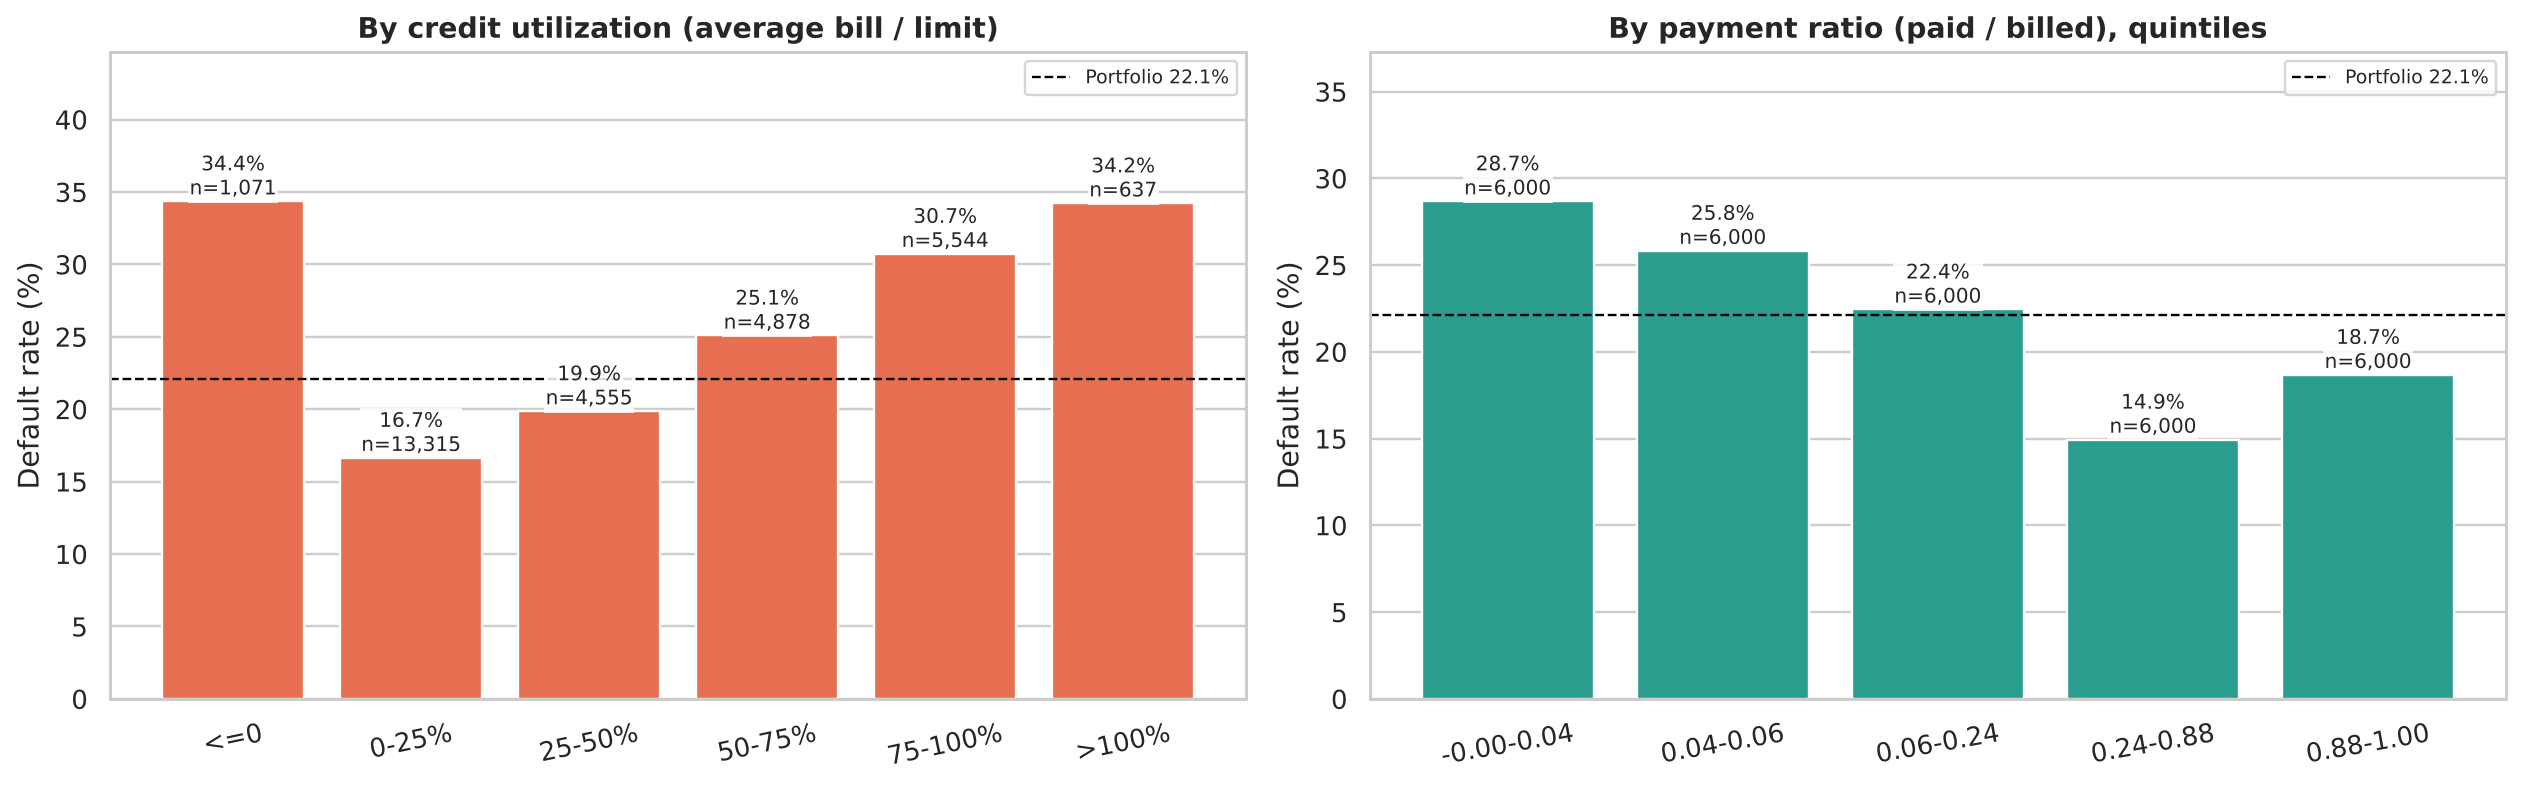 By credit utilization (average bill / limit)
Portfolio 22.1%
Default rate (%)
40
35
30
25
20
15
10
5
0
34.4%
n=1,071
16.7%
n=13,315
19.9%
n=4,555
25.1%
n=4,878
30.7%
n=5,544
34.2%
n=637
<=0
0-25%
25-50%
50-75%
75-100%
>100%
By payment ratio (paid / billed), quintiles
Portfolio 22.1%
Default rate (%)
35
30
25
20
15
10
5
0
28.7%
n=6,000
25.8%
n=6,000
22.4%
n=6,000
14.9%
n=6,000
18.7%
n=6,000
-0.00-0.04
0.04-0.06
0.06-0.24
0.24-0.88
0.88-1.00